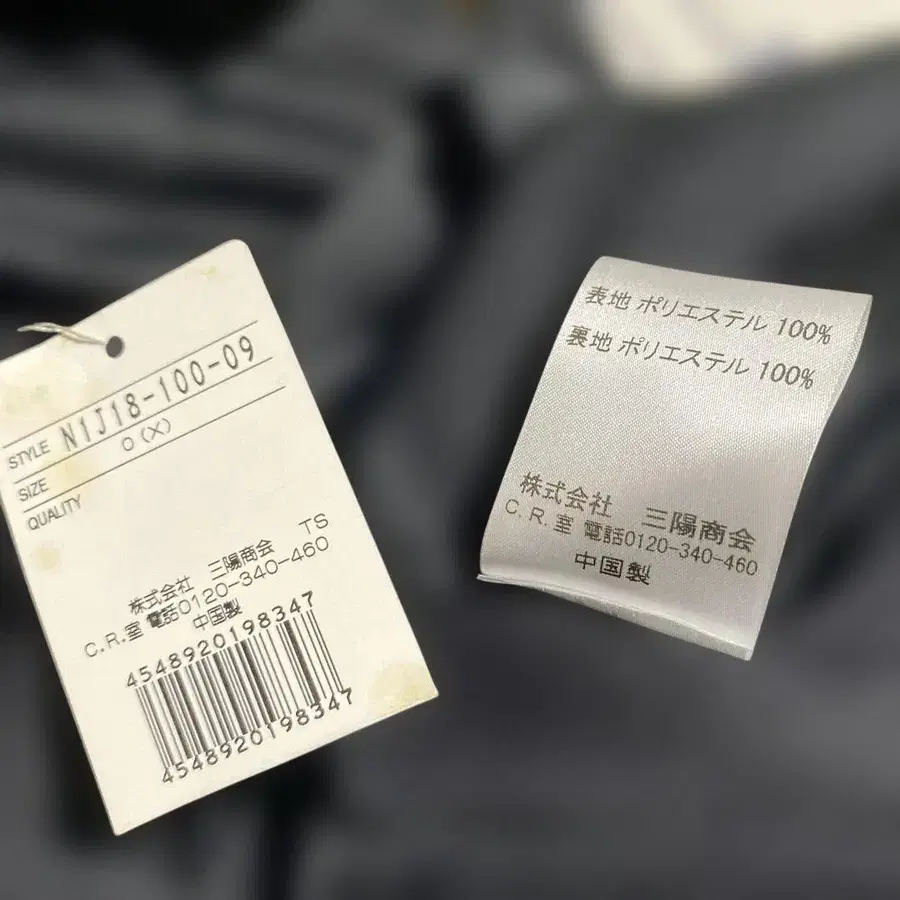 STYLE N1J18-100-09
SIZE 0(X)
QUALITY
株式会社 三陽商会 TS
C.R.室 電話0120-340-460
中国製
4548920198347
4548920198347
表地 ポリエステル 100%
裏地 ポリエステル 100%
株式会社 三陽商会
C.R.室 電話0120-340-460
中国製